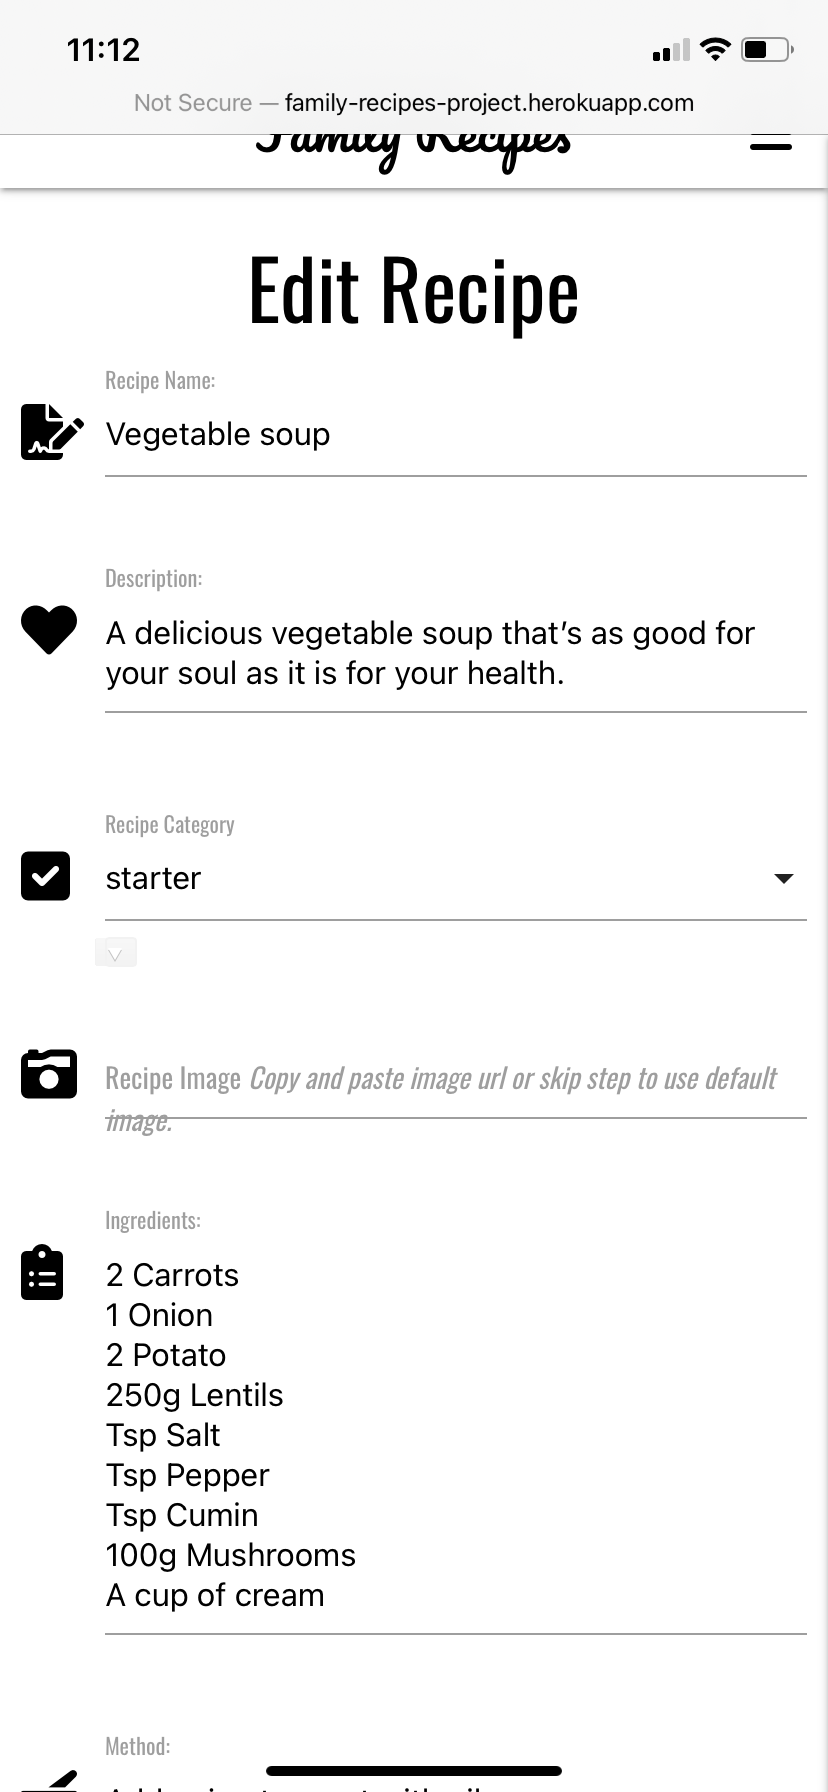 11:12
Not Secure — family-recipes-project.herokuapp.com
Family Recipes
Edit Recipe
Recipe Name:
Vegetable soup
Description:
A delicious vegetable soup that’s as good for
your soul as it is for your health.
Recipe Category
starter
Recipe Image Copy and paste image url or skip step to use default
image.
Ingredients:
2 Carrots
1 Onion
2 Potato
250g Lentils
Tsp Salt
Tsp Pepper
Tsp Cumin
100g Mushrooms
A cup of cream
Method: